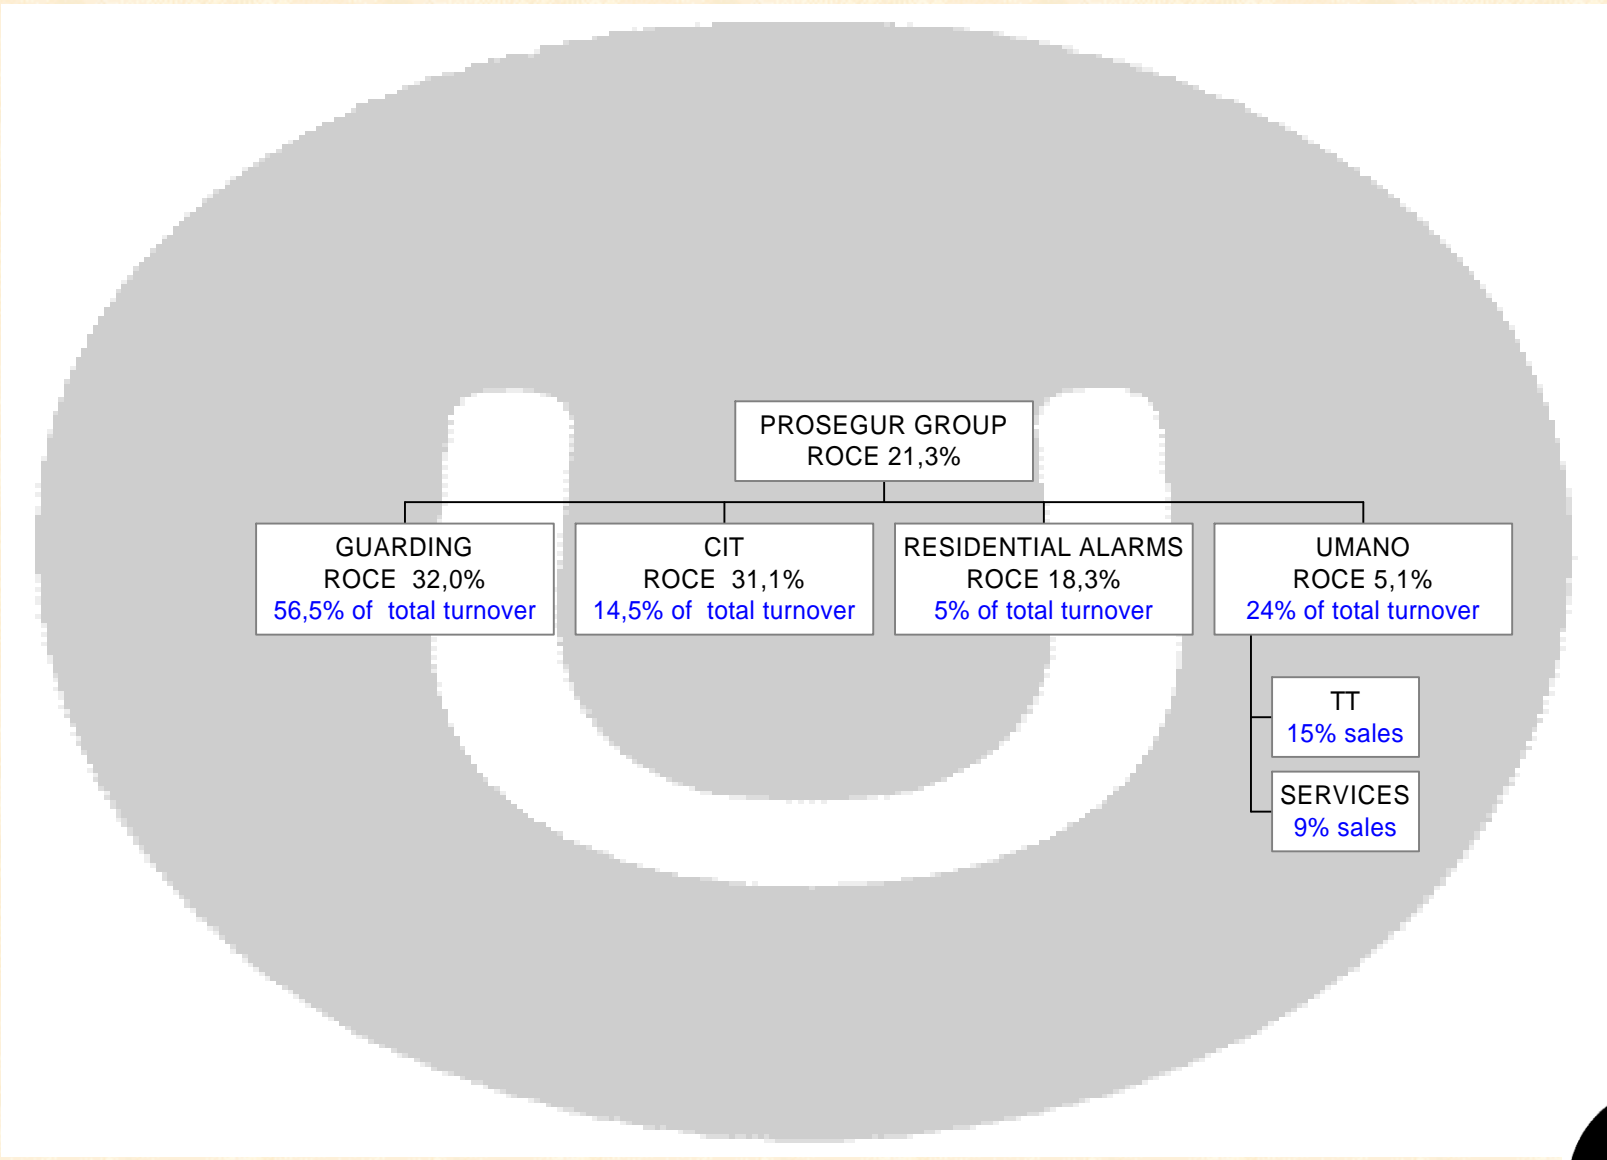 PROSEGUR GROUP
ROCE 21,3%
GUARDING
ROCE 32,0%
56,5% of total turnover
CIT
ROCE 31,1%
14,5% of total turnover
RESIDENTIAL ALARMS
ROCE 18,3%
5% of total turnover
UMANO
ROCE 5,1%
24% of total turnover
TT
15% sales
SERVICES
9% sales